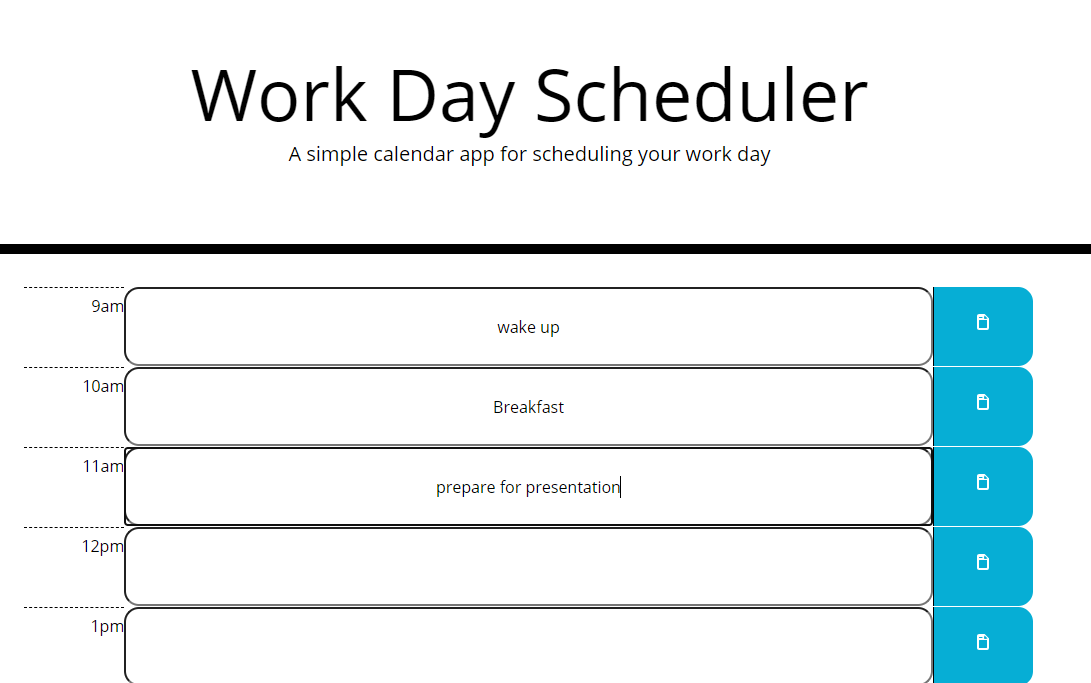 Work Day Scheduler
A simple calendar app for scheduling your work day
9am
wake up
10am
Breakfast
11am
prepare for presentation
12pm
1pm